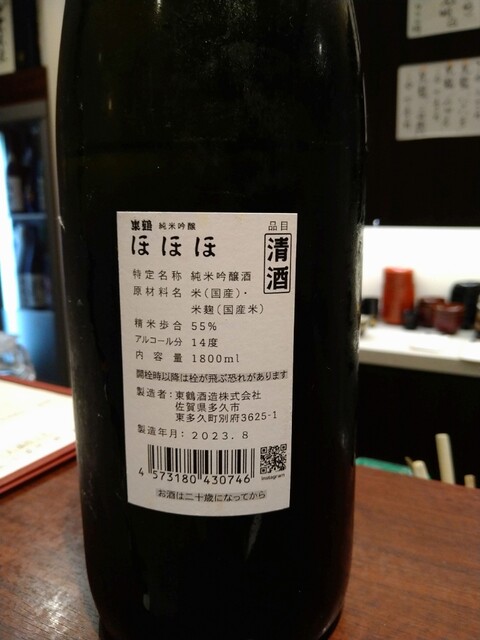 東鶴 純米吟醸
ほほほ
品目
清酒
特定名称 純米吟醸酒
原材料名 米(国産)・
米麹(国産米)
精米歩合 55%
アルコール分 14度
内容量 1800ml
開栓時以降は栓が飛ぶ恐れがあります
製造者:東鶴酒造株式会社
佐賀県多久市
東多久町別府3625-1
製造年月: 2023.8
4 573180 430746
Instagram
お酒は二十歳になってから